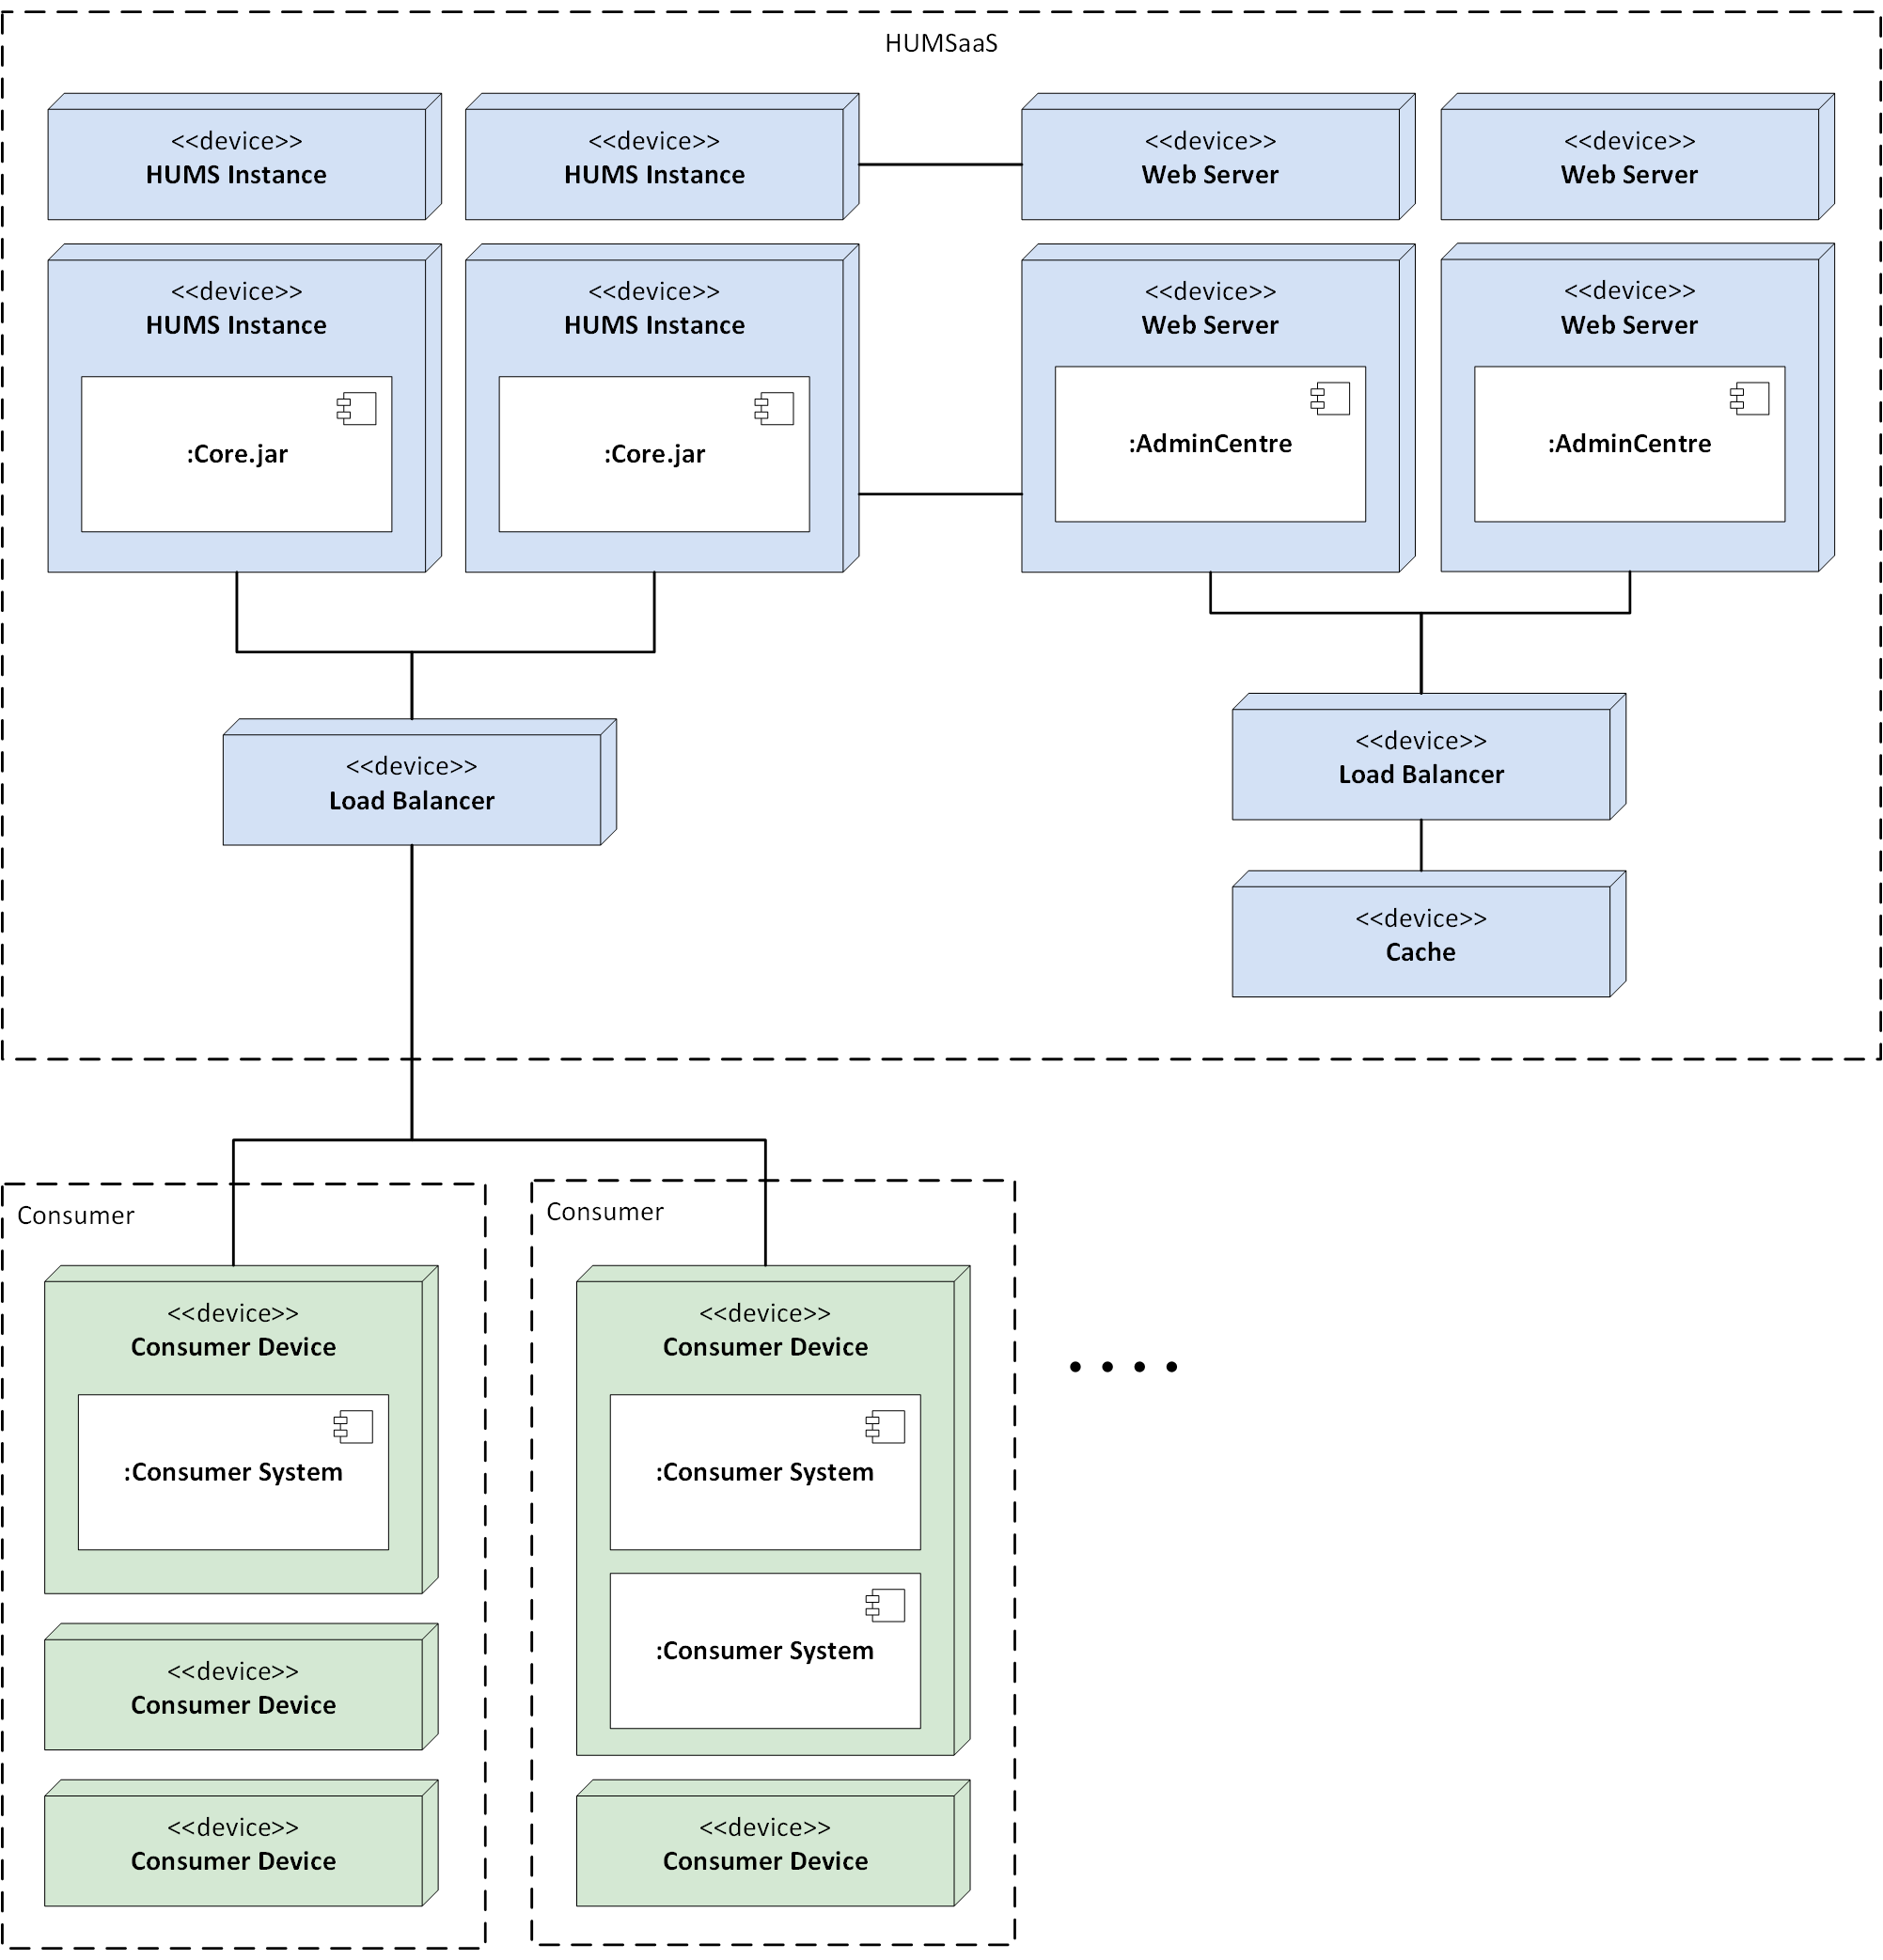 HUMSaaS
<<device>>
HUMS Instance
<<device>>
HUMS Instance
<<device>>
Web Server
<<device>>
Web Server
<<device>>
HUMS Instance
:Core.jar
<<device>>
HUMS Instance
:Core.jar
<<device>>
Web Server
:AdminCentre
<<device>>
Web Server
:AdminCentre
<<device>>
Load Balancer
<<device>>
Load Balancer
<<device>>
Cache
Consumer
<<device>>
Consumer Device
:Consumer System
<<device>>
Consumer Device
<<device>>
Consumer Device
Consumer
<<device>>
Consumer Device
:Consumer System
:Consumer System
<<device>>
Consumer Device
. . . .